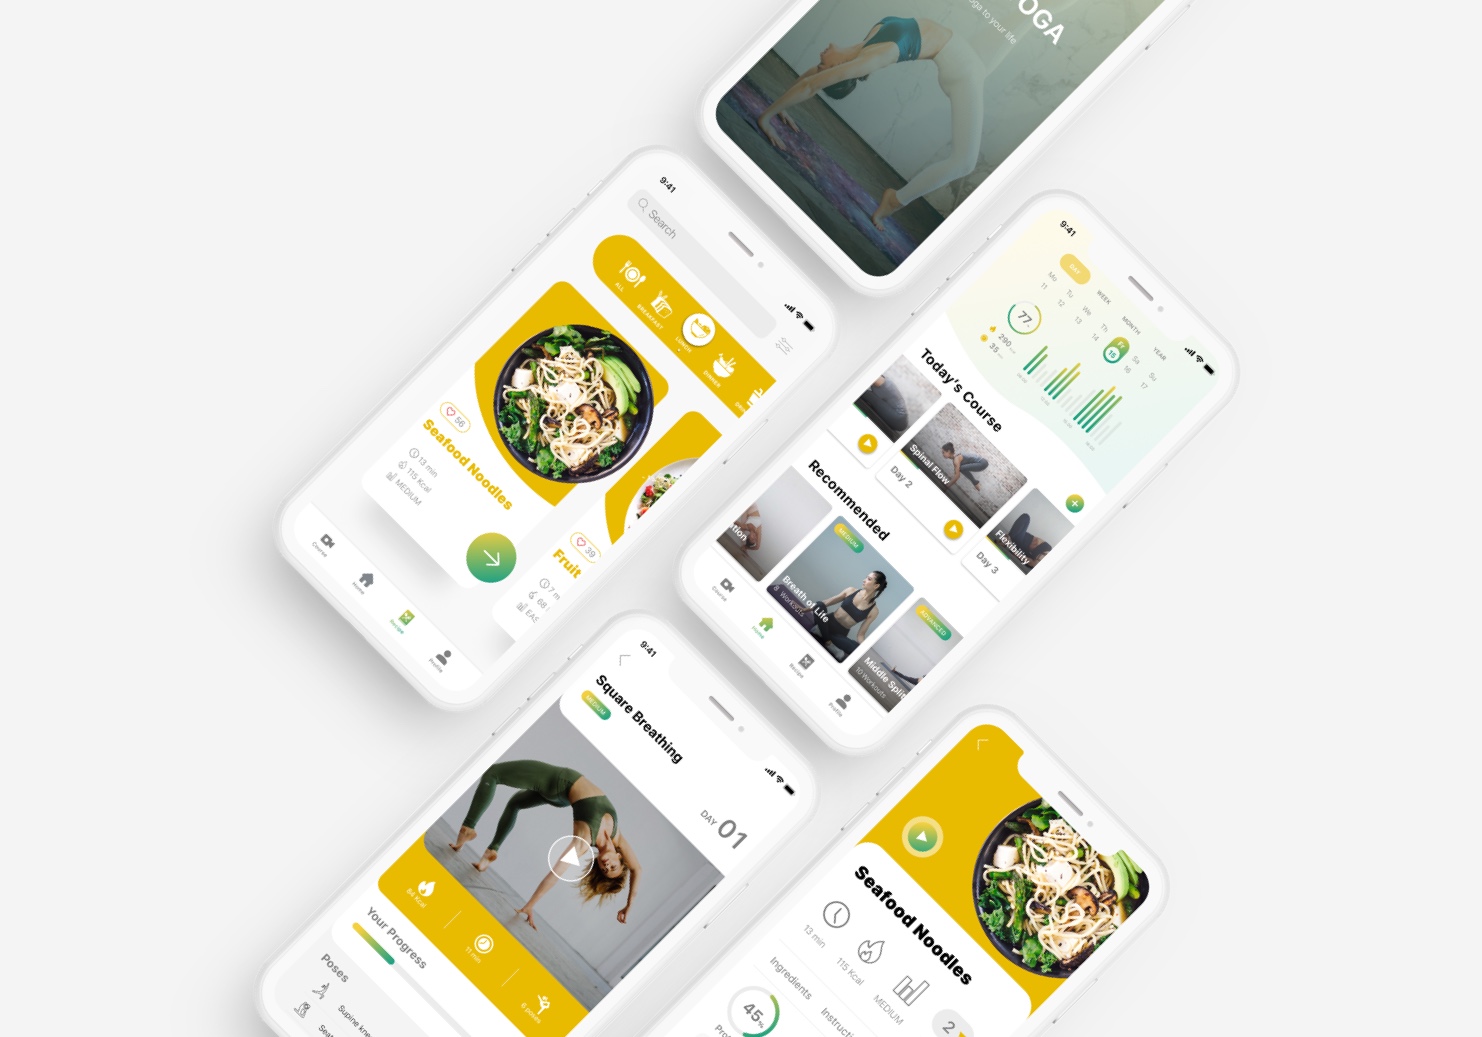 OGA
oga to your life
9:41
Search
ALL
BREAKFAST
LUNCH
DINNER
56
Seafood Noodles
13 min
115 Kcal
MEDIUM
39
Fruit
7 m
68
EAS
Course
Home
Recipe
Profile
9:41
DAY
WEEK
MONTH
YEAR
Mo Tu We Th Fr Sa Su
11 12 13 14 15 16 17
77
290
35
Today's Course
Spinal Flow
Day 2
Flexibility
Day 3
Recommended
tion
MEDIUM
Breath of Life
8 Workouts
ADVANCED
Middle Split
10 Workouts
Course
Home
Recipe
Profile
9:41
Square Breathing
MEDIUM
DAY 01
84 Kcal
11 min
6 poses
Your Progress
Poses
Supine kne
Seat
Seafood Noodles
13 min
115 Kcal
MEDIUM
2
Ingredients
Instructi
45%
Pro